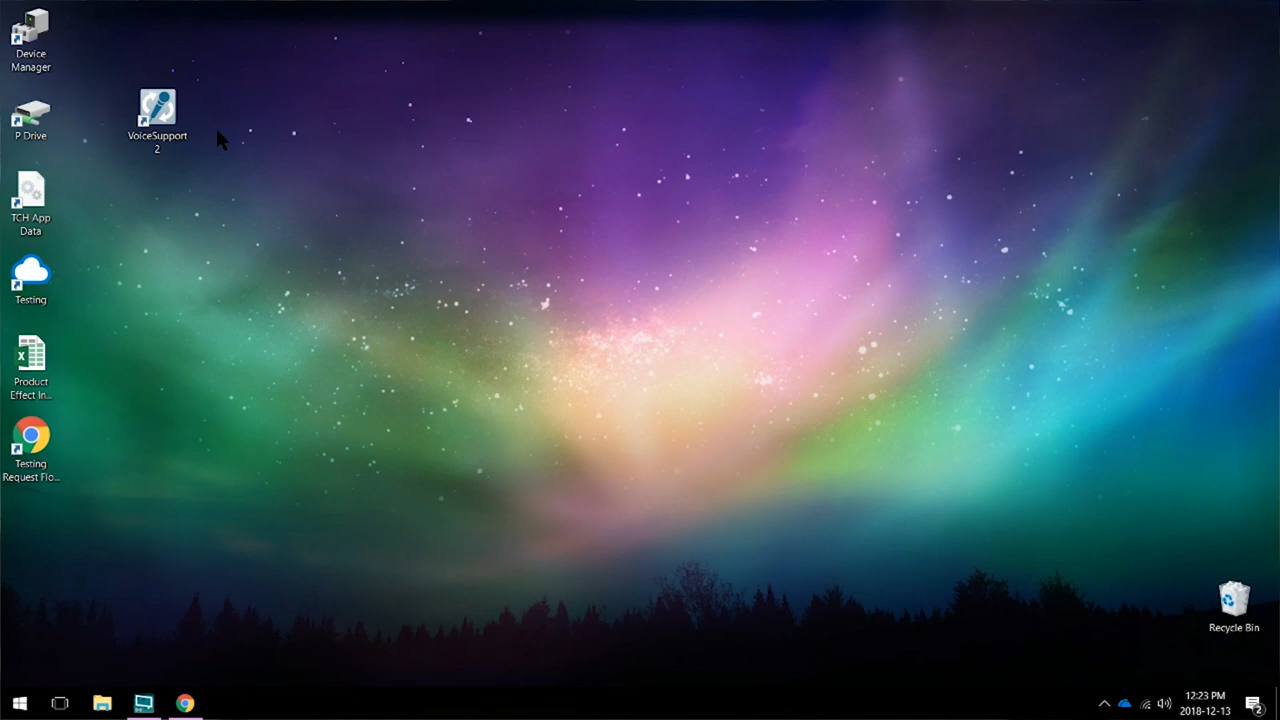 Device
Manager
P Drive
VoiceSupport
2
TCH App
Data
Testing
Product
Effect In...
Testing
Request Flo...
Recycle Bin
12:23 PM
2018-12-13
2